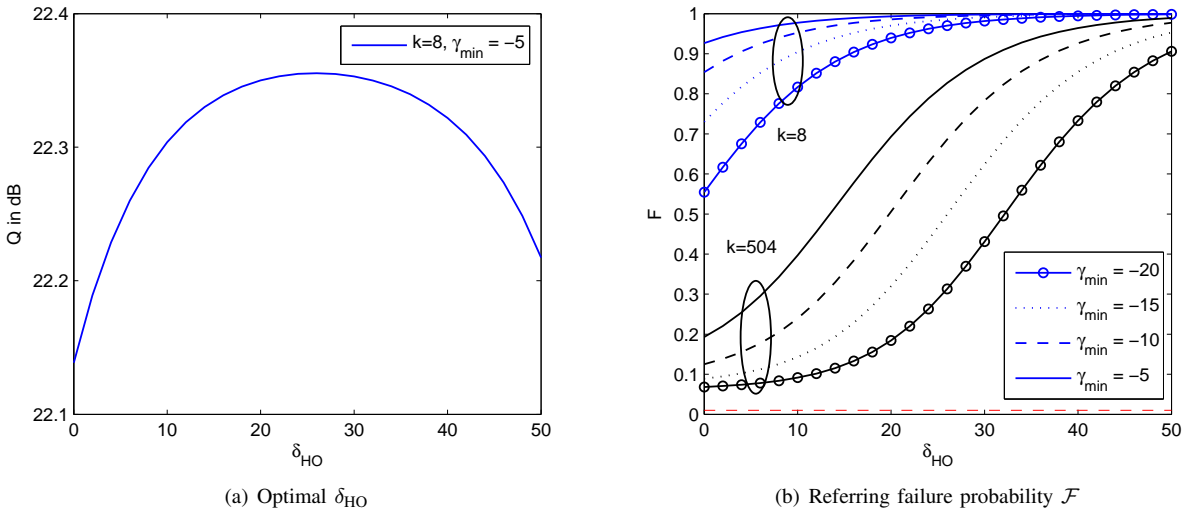 22.4
22.3
22.2
22.1
Q in dB
k=8, γmin = −5
0 10 20 30 40 50
δHO
(a) Optimal δHO
1
0.9
0.8
0.7
0.6
0.5
0.4
0.3
0.2
0.1
0
F
k=8
k=504
γmin = −20
γmin = −15
γmin = −10
γmin = −5
0 10 20 30 40 50
δHO
(b) Referring failure probability F